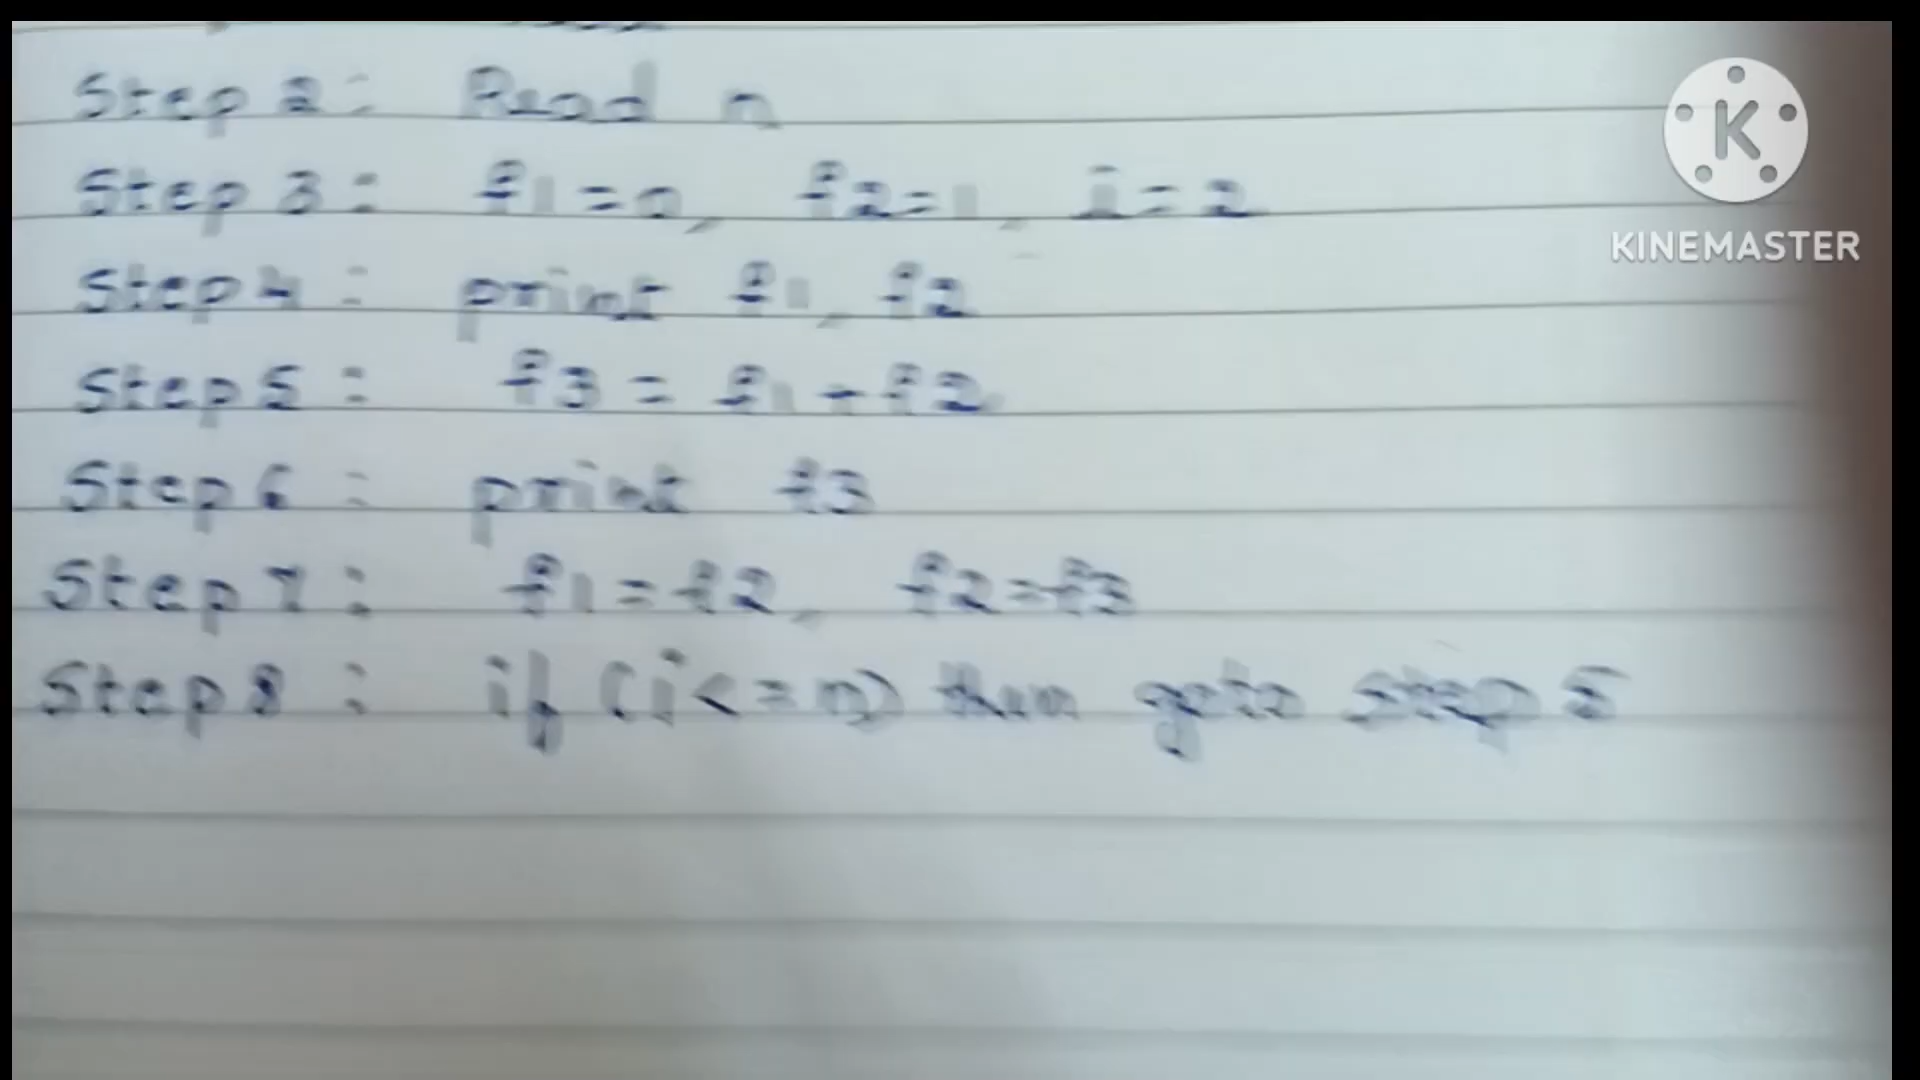 Step 2: Read n
Step 3: f1=0, f2=1, i=2
Step 4: print f1, f2
Step 5: f3 = f1+f2
Step 6: print f3
Step 7: f1=f2, f2=f3
Step 8: if (i<=n) then goto step 5
K
KINEMASTER